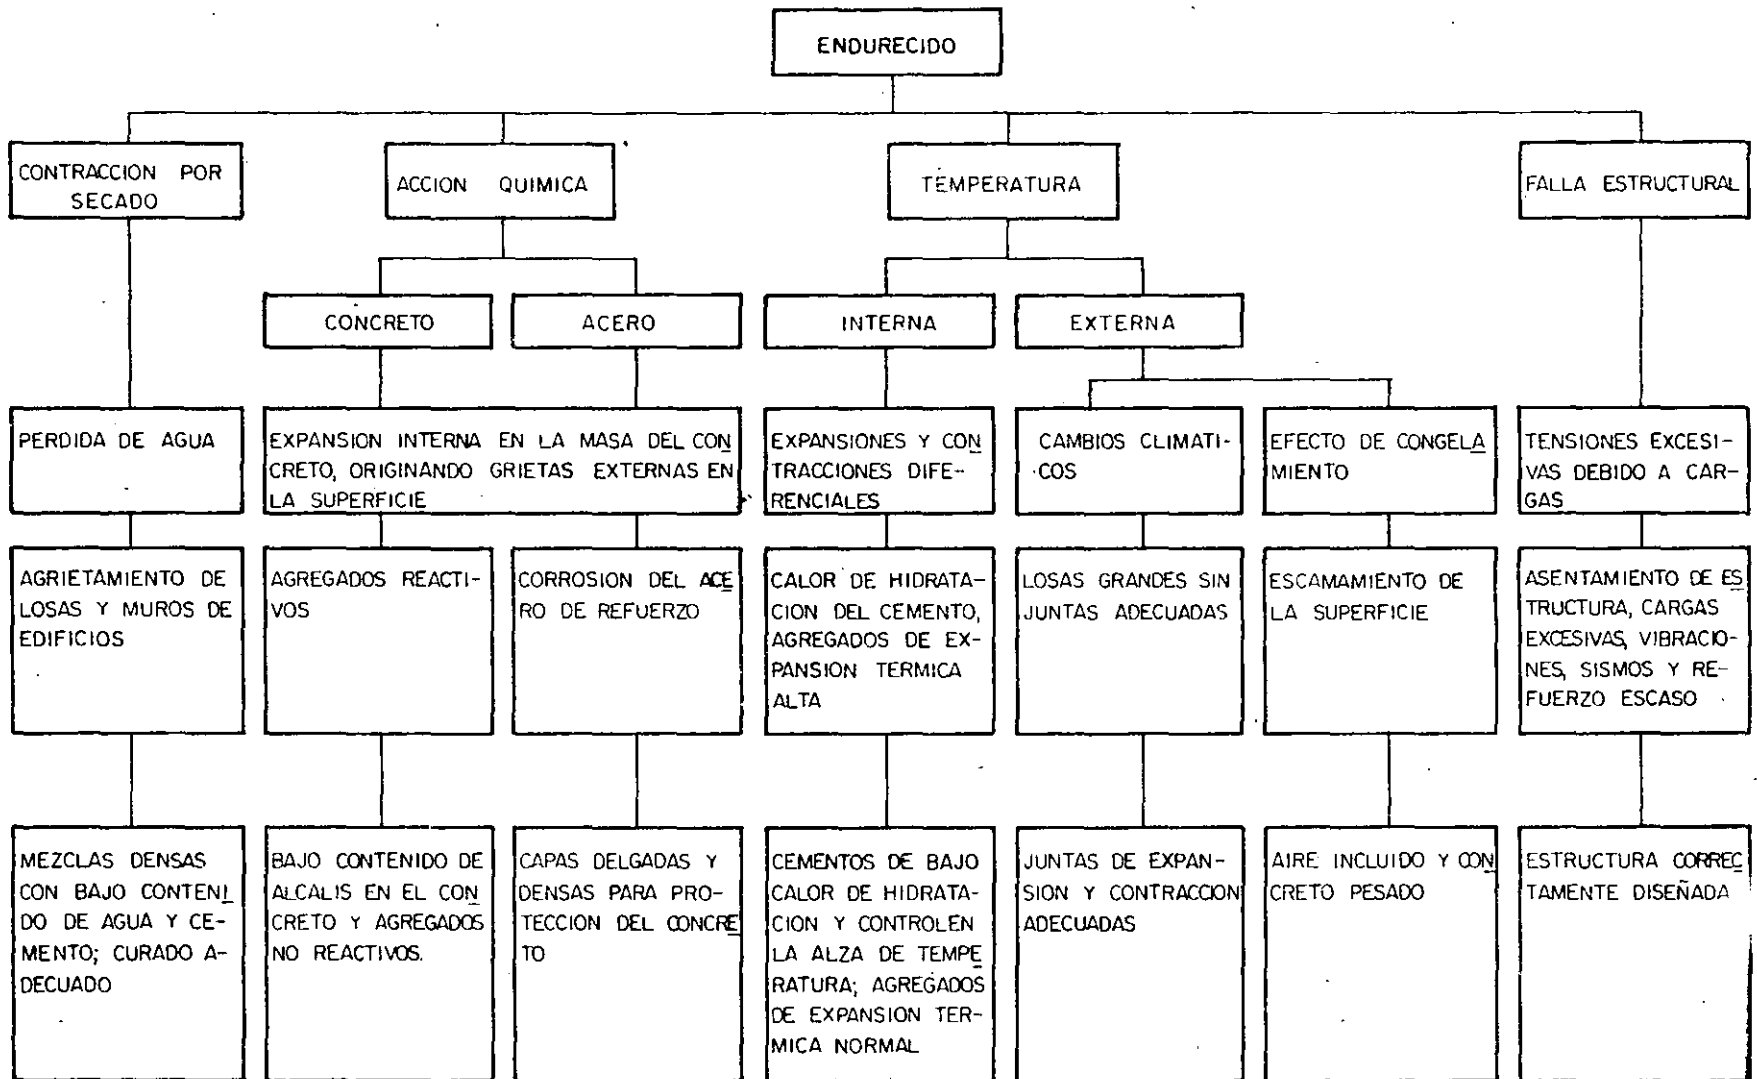 ENDURECIDO
CONTRACCION POR
SECADO
ACCION QUIMICA
TEMPERATURA
FALLA ESTRUCTURAL
CONCRETO
ACERO
INTERNA
EXTERNA
PERDIDA DE AGUA
EXPANSION INTERNA EN LA MASA DEL CON
CRETO, ORIGINANDO GRIETAS EXTERNAS EN
LA SUPERFICIE
EXPANSIONES Y CON
TRACCIONES DIFE-
RENCIALES
CAMBIOS CLIMATI-
COS
EFECTO DE CONGELA
MIENTO
TENSIONES EXCESI-
VAS DEBIDO A CAR-
GAS
AGRIETAMIENTO DE
LOSAS Y MUROS DE
EDIFICIOS
AGREGADOS REACTI-
VOS
CORROSION DEL ACE
RO DE REFUERZO
CALOR DE HIDRATA-
CION DEL CEMENTO,
AGREGADOS DE EX-
PANSION TERMICA
ALTA
LOSAS GRANDES SIN
JUNTAS ADECUADAS
ESCAMAMIENTO DE
LA SUPERFICIE
ASENTAMIENTO DE ES
TRUCTURA, CARGAS
EXCESIVAS, VIBRACIO-
NES, SISMOS Y RE-
FUERZO ESCASO
MEZCLAS DENSAS
CON BAJO CONTENI
DO DE AGUA Y CE-
MENTO; CURADO A-
DECUADO
BAJO CONTENIDO DE
ALCALIS EN EL CON
CRETO Y AGREGADOS
NO REACTIVOS.
CAPAS DELGADAS Y
DENSAS PARA PRO-
TECCION DEL CONCRE
TO
CEMENTOS DE BAJO
CALOR DE HIDRATA-
CION Y CONTROLEN
LA ALZA DE TEMPE
RATURA; AGREGADOS
DE EXPANSION TER-
MICA NORMAL
JUNTAS DE EXPAN-
SION Y CONTRACCION
ADECUADAS
AIRE INCLUIDO Y CON
CRETO PESADO
ESTRUCTURA CORREC
TAMENTE DISEÑADA